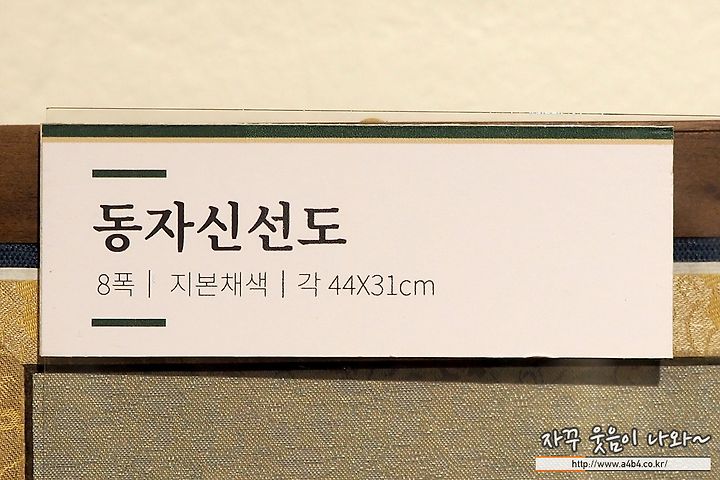 동자신선도
8폭 | 지본채색 | 각 44X31cm
자꾸 웃음이 나와~
http://www.a4b4.co.kr/